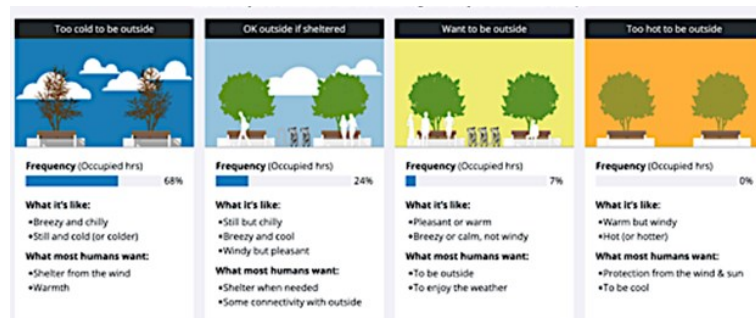 Too cold to be outside
Frequency (Occupied hrs)
68%
What it's like:
•Breezy and chilly
•Still and cold (or colder)
What most humans want:
•Shelter from the wind
•Warmth
OK outside if sheltered
Frequency (Occupied hrs)
24%
What it's like:
•Still but chilly
•Breezy and cool
•Windy but pleasant
What most humans want:
•Shelter when needed
•Some connectivity with outside
Want to be outside
Frequency (Occupied hrs)
7%
What it's like:
•Pleasant or warm
•Breezy or calm, not windy
What most humans want:
•To be outside
•To enjoy the weather
Too hot to be outside
Frequency (Occupied hrs)
0%
What it's like:
•Warm but windy
•Hot (or hotter)
What most humans want:
•Protection from the wind & sun
•To be cool